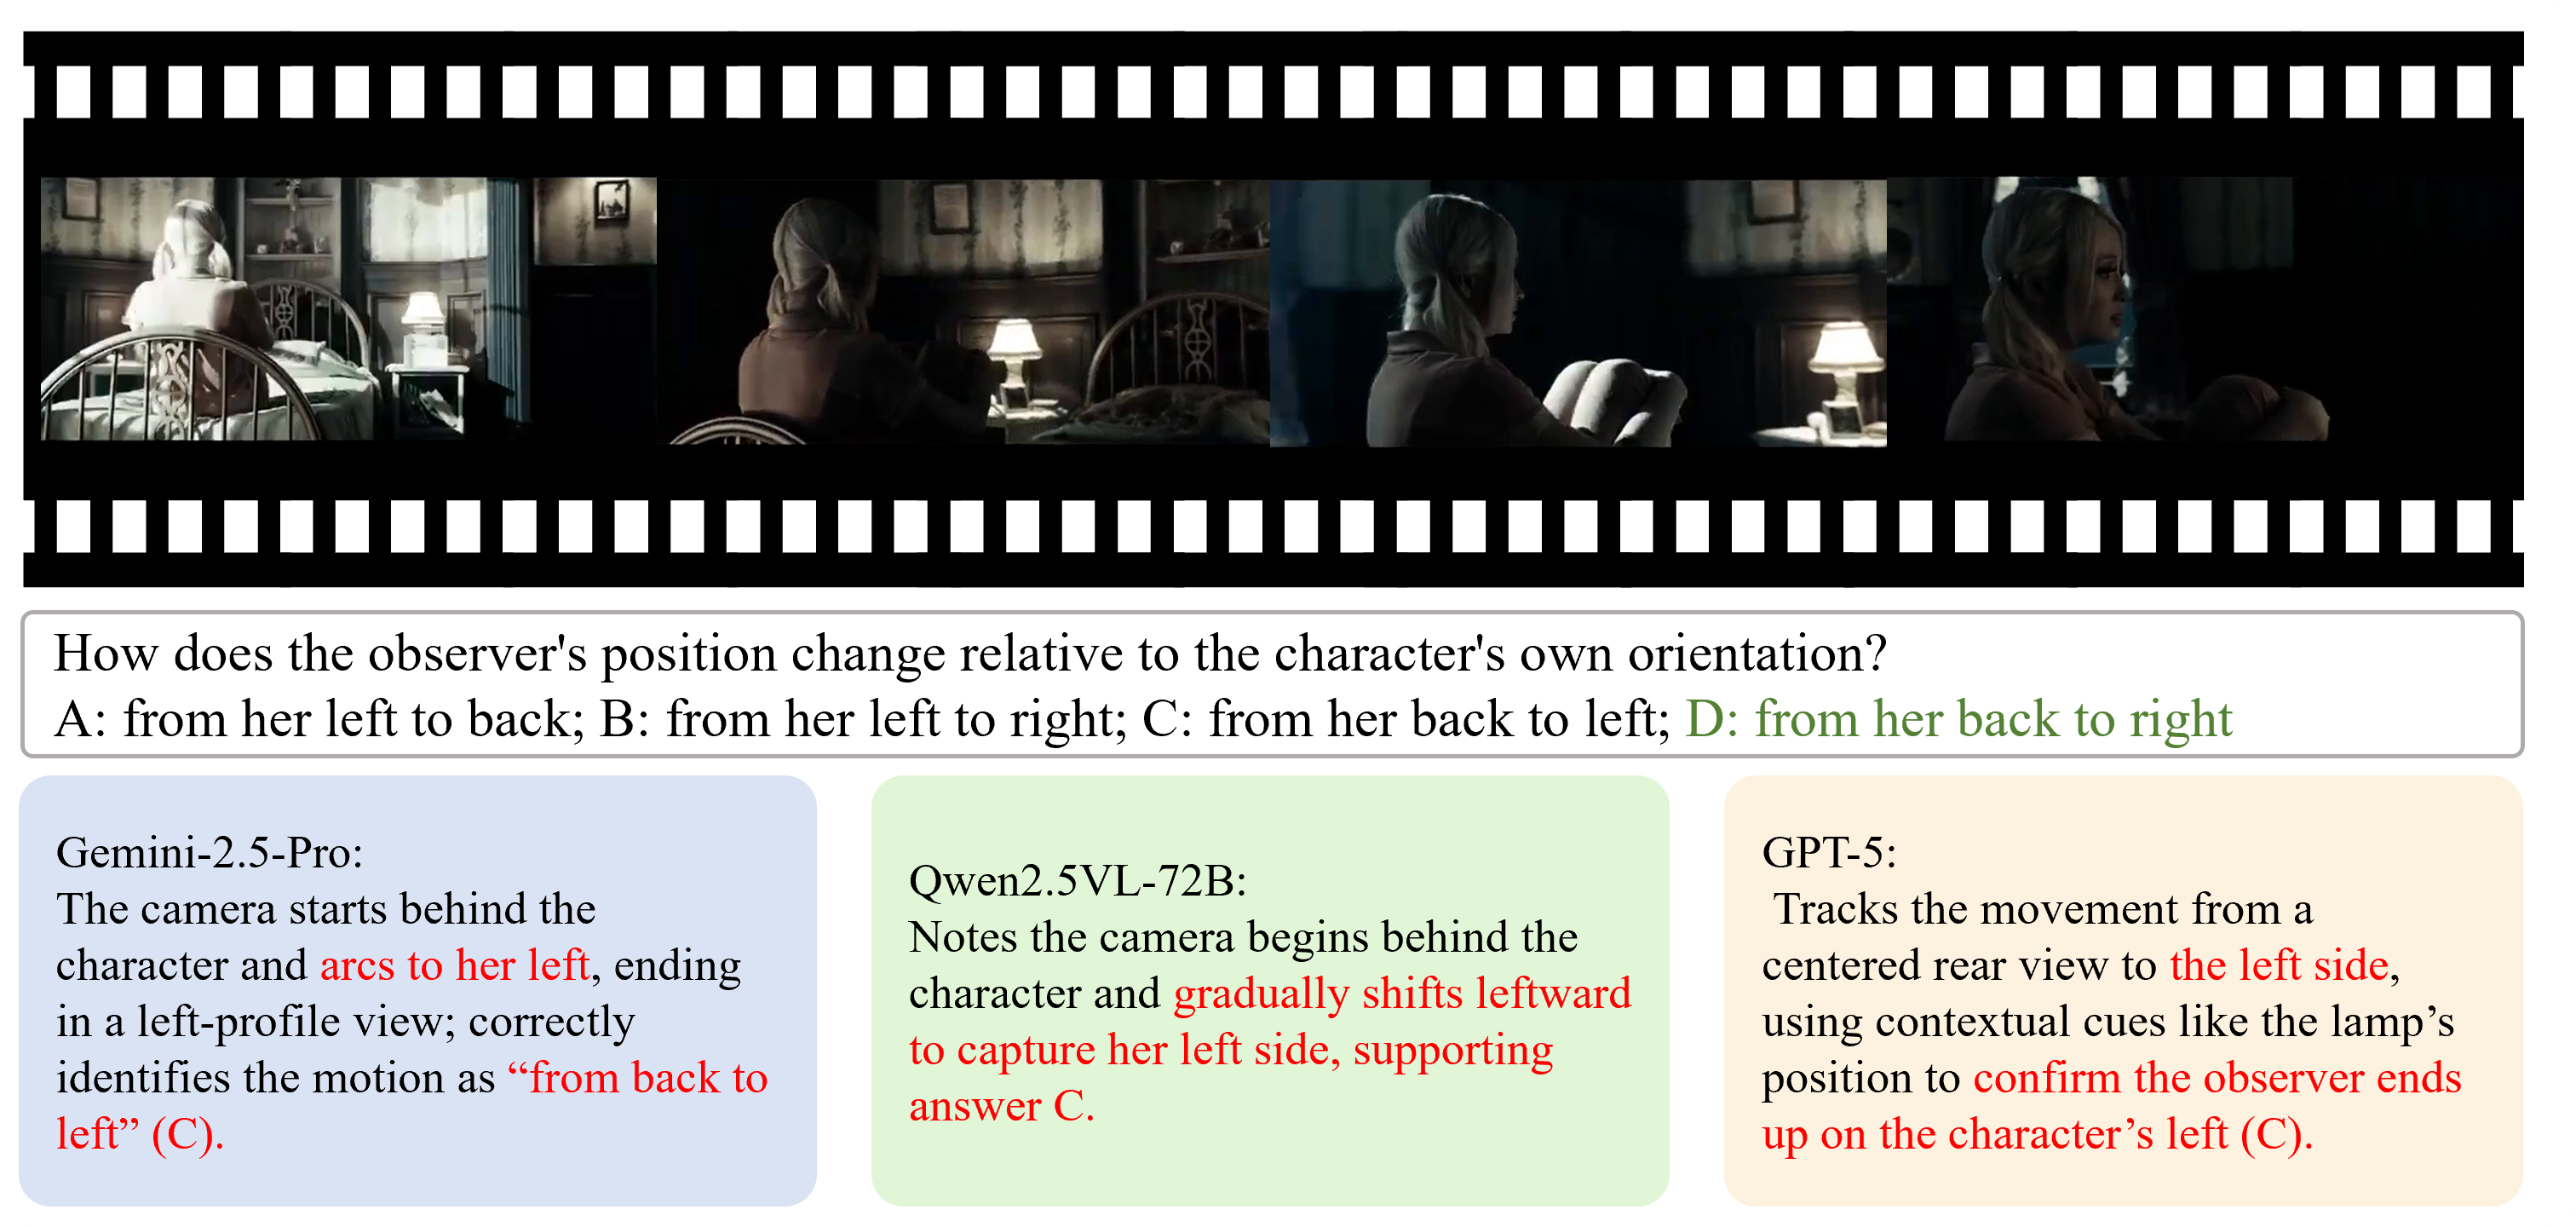 How does the observer's position change relative to the character's own orientation?
A: from her left to back; B: from her left to right; C: from her back to left; D: from her back to right
Gemini-2.5-Pro:
The camera starts behind the
character and arcs to her left, ending
in a left-profile view; correctly
identifies the motion as “from back to
left” (C).
Qwen2.5VL-72B:
Notes the camera begins behind the
character and gradually shifts leftward
to capture her left side, supporting
answer C.
GPT-5:
Tracks the movement from a
centered rear view to the left side,
using contextual cues like the lamp’s
position to confirm the observer ends
up on the character’s left (C).